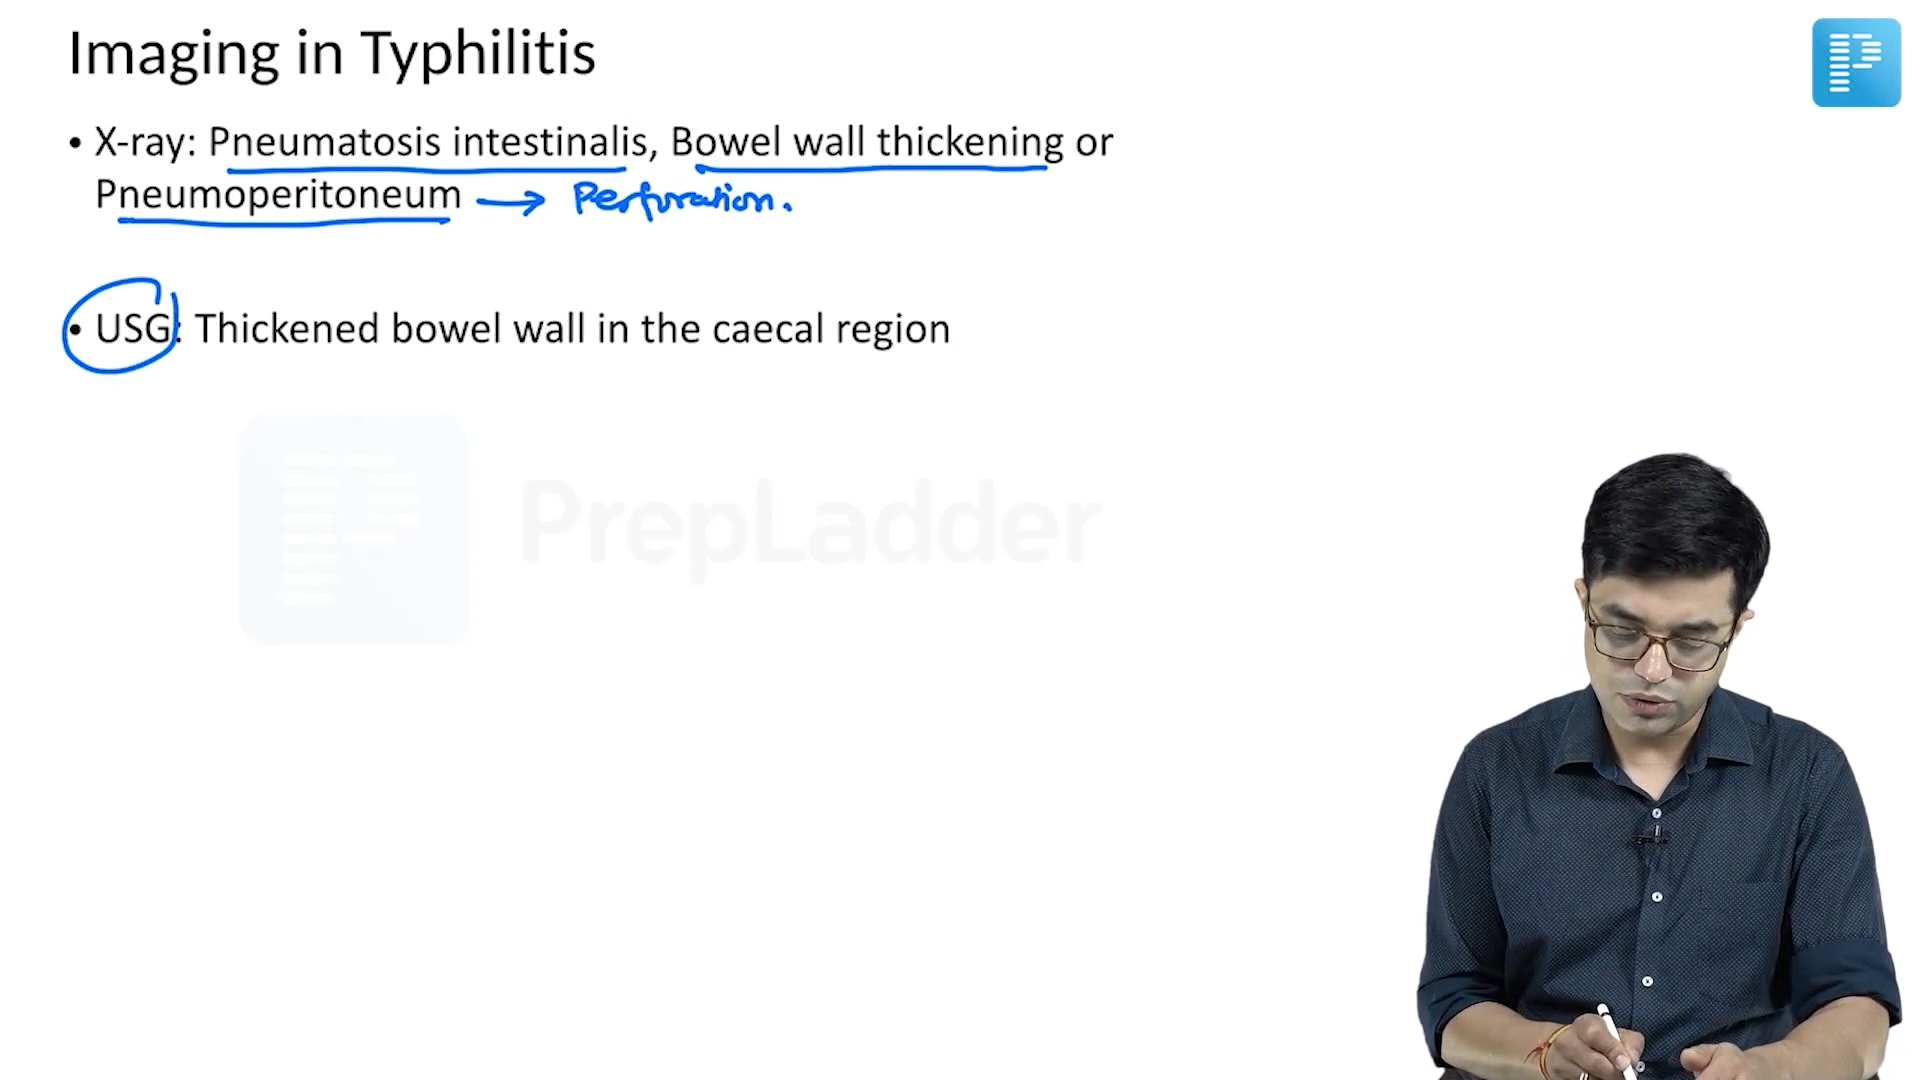 Imaging in Typhilitis
• X-ray: Pneumatosis intestinalis, Bowel wall thickening or
Pneumoperitoneum → Perforation.
• USG: Thickened bowel wall in the caecal region
PrepLadder